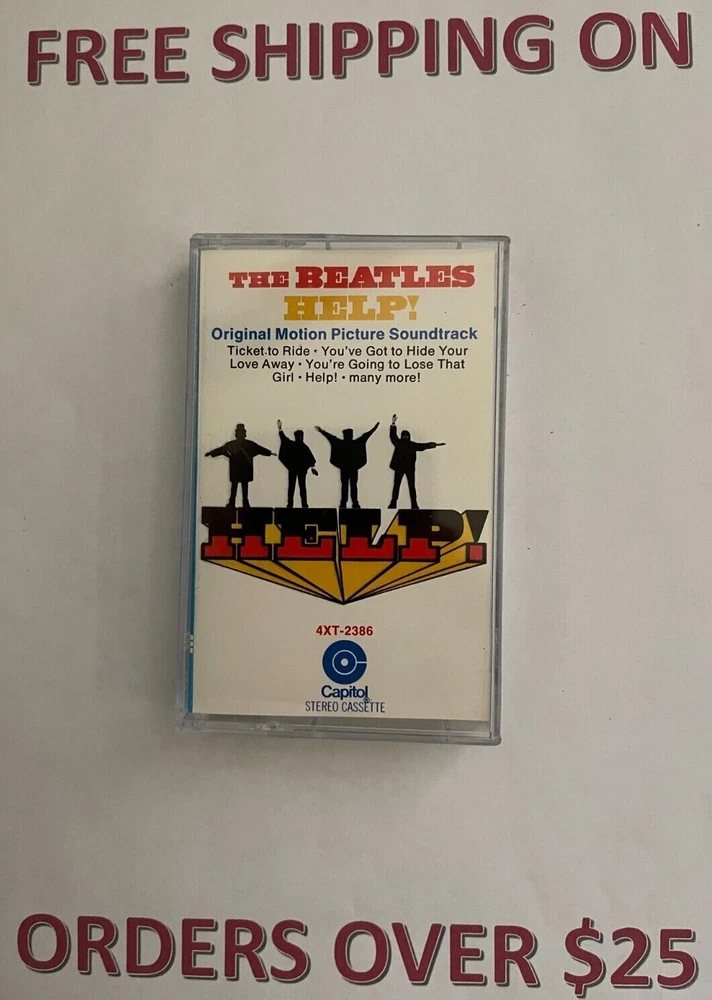 FREE SHIPPING ON
THE BEATLES
HELP!
Original Motion Picture Soundtrack
Ticket to Ride • You've Got to Hide Your
Love Away • You're Going to Lose That
Girl • Help! • many more!
HELP!
4XT-2386
Capitol®
STEREO CASSETTE
ORDERS OVER $25